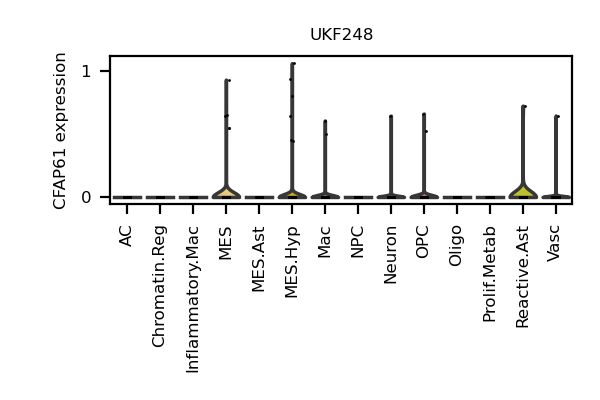 UKF248
CFAP61 expression
1
0
AC
Chromatin.Reg
Inflammatory.Mac
MES
MES.Ast
MES.Hyp
Mac
NPC
Neuron
OPC
Oligo
Prolif.Metab
Reactive.Ast
Vasc